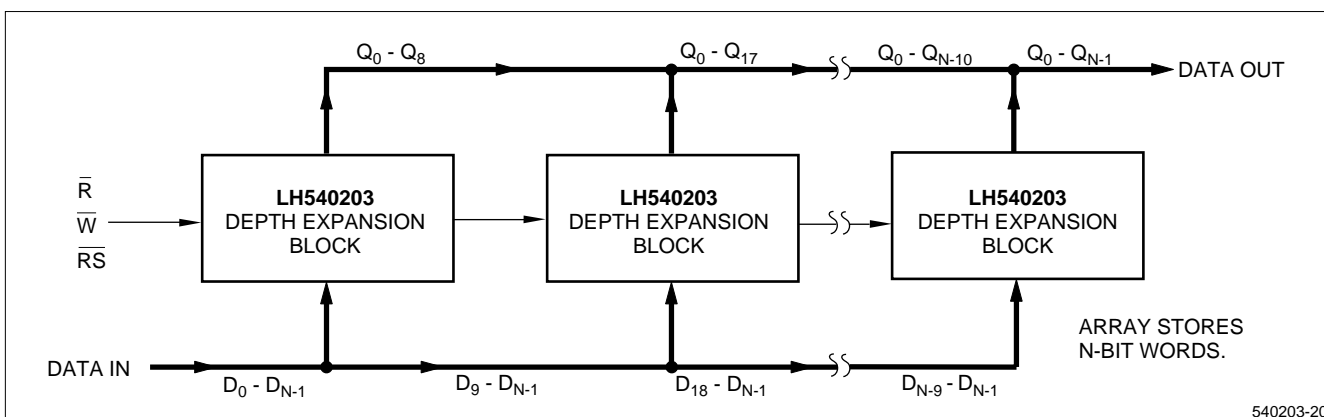 Q0 - Q8
Q0 - Q17
Q0 - QN-10
Q0 - QN-1
DATA OUT
R̅
W̅
R̅S̅
LH540203
DEPTH EXPANSION
BLOCK
LH540203
DEPTH EXPANSION
BLOCK
LH540203
DEPTH EXPANSION
BLOCK
ARRAY STORES
N-BIT WORDS.
DATA IN
D0 - DN-1
D9 - DN-1
D18 - DN-1
DN-9 - DN-1
540203-20